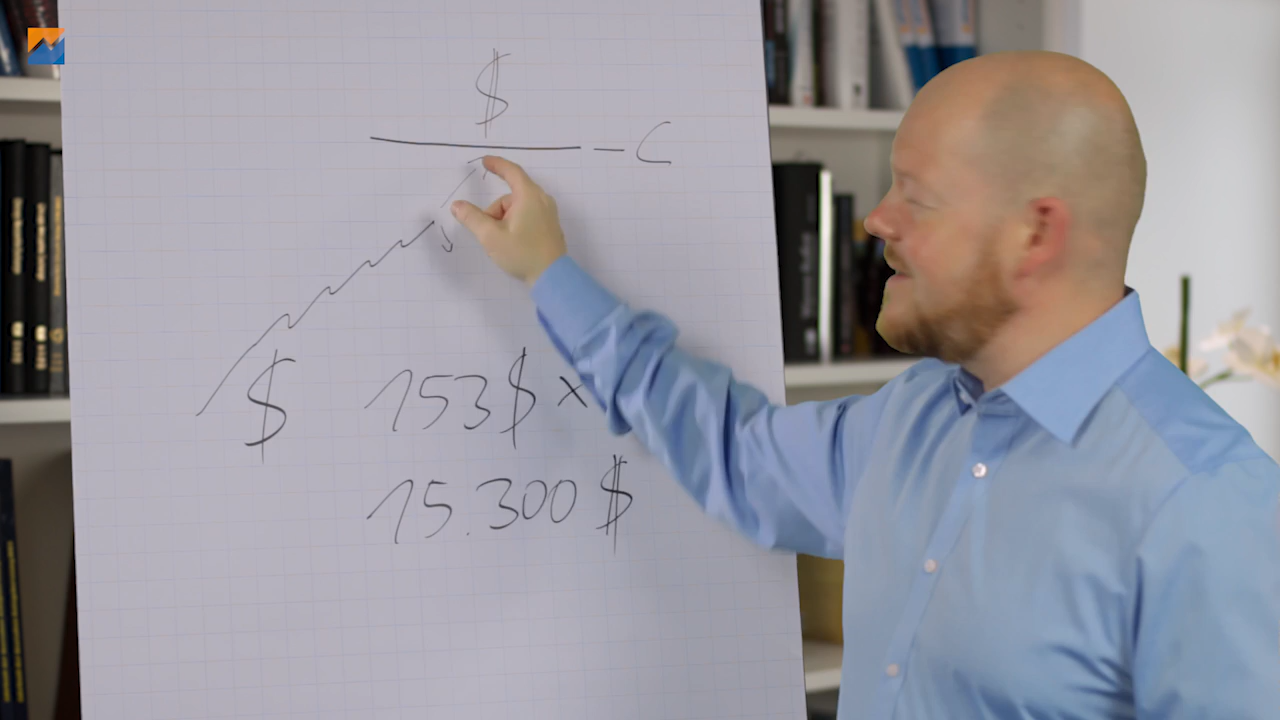 $
– C
$
153$ ×
15.300 $